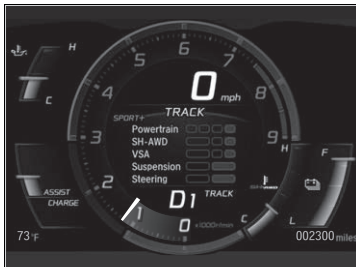 H
C
5
6
7
4
8
3
9
2
1
0
0 mph
SPORT+ TRACK
Powertrain
SH-AWD
VSA
Suspension
Steering
D1 TRACK
x1000r/min
H
C
F
L
ASSIST
CHARGE
73°F
002300 miles